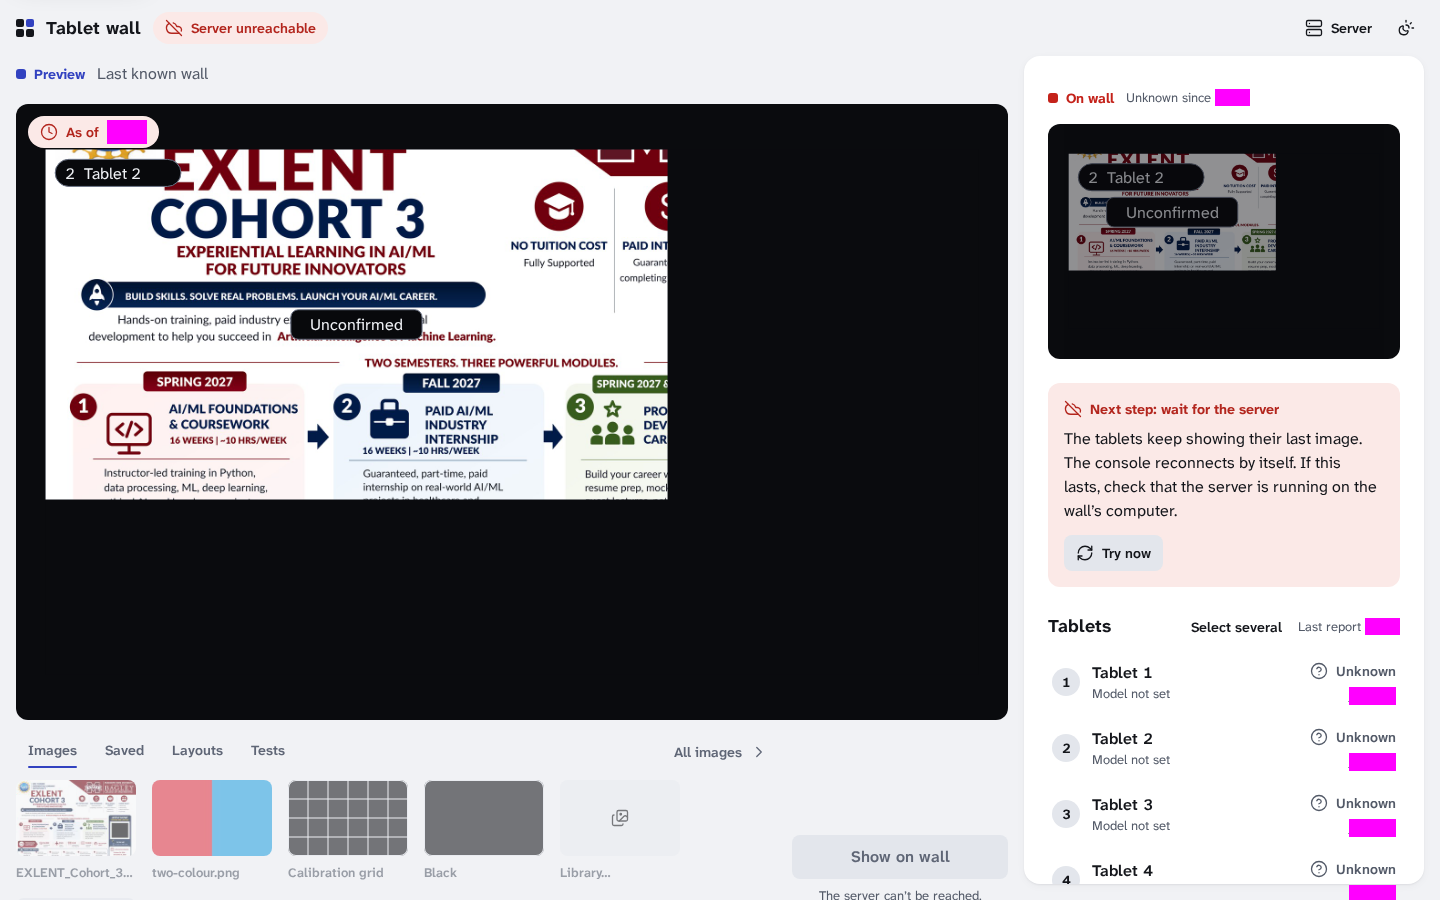 Tablet wall
Server unreachable
Server
Preview
Last known wall
As of
EXLENT
2 Tablet 2
COHORT 3
EXPERIENTIAL LEARNING IN AI/ML
FOR FUTURE INNOVATORS
BUILD SKILLS. SOLVE REAL PROBLEMS. LAUNCH YOUR AI/ML CAREER.
Hands-on training, paid industry
development to help you succeed in
Learning.
Unconfirmed
NO TUITION COST
Fully Supported
PAID
completing
TWO SEMESTERS. THREE POWERFUL MODULES.
SPRING 2027
1
AI/ML FOUNDATIONS
& COURSEWORK
16 WEEKS | ~10 HRS/WEEK
Instructor-led training in Python,
data processing, ML, deep learning,
FALL 2027
2
PAID AI/ML
INDUSTRY
INTERNSHIP
16 WEEKS | ~10 HRS/WEEK
Guaranteed, part-time, paid
internship on real-world AI/ML
projects in healthcare and
SPRING 2027 &
3
Build your career
resume prep,
On wall
Unknown since
2 Tablet 2
Unconfirmed
Next step: wait for the server
The tablets keep showing their last image.
The console reconnects by itself. If this
lasts, check that the server is running on the
wall’s computer.
Try now
Tablets
Select several
Last report
1
Tablet 1
Model not set
Unknown
2
Tablet 2
Model not set
Unknown
3
Tablet 3
Model not set
Unknown
4
Tablet 4
Unknown
Images
Saved
Layouts
Tests
All images
EXLENT_Cohort_3...
two-colour.png
Calibration grid
Black
Library...
Show on wall
The server can’t be reached.